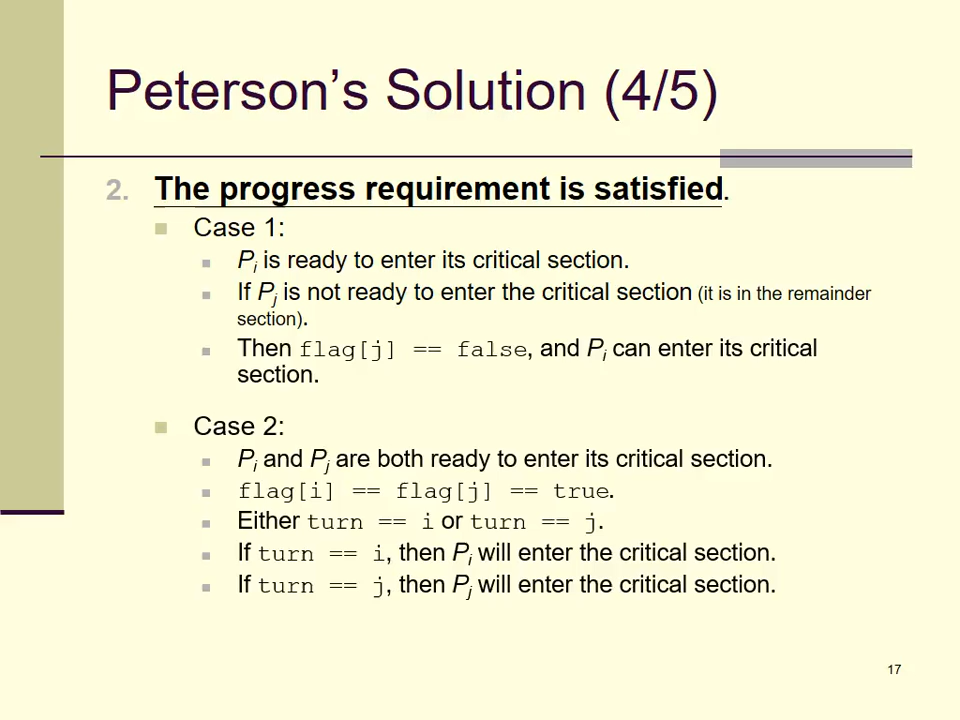 Peterson's Solution (4/5)
2. The progress requirement is satisfied.
Case 1:
Pi is ready to enter its critical section.
If Pj is not ready to enter the critical section (it is in the remainder
section).
Then flag[j] == false, and Pi can enter its critical
section.
Case 2:
Pi and Pj are both ready to enter its critical section.
flag[i] == flag[j] == true.
Either turn == i or turn == j.
If turn == i, then Pi will enter the critical section.
If turn == j, then Pj will enter the critical section.
17